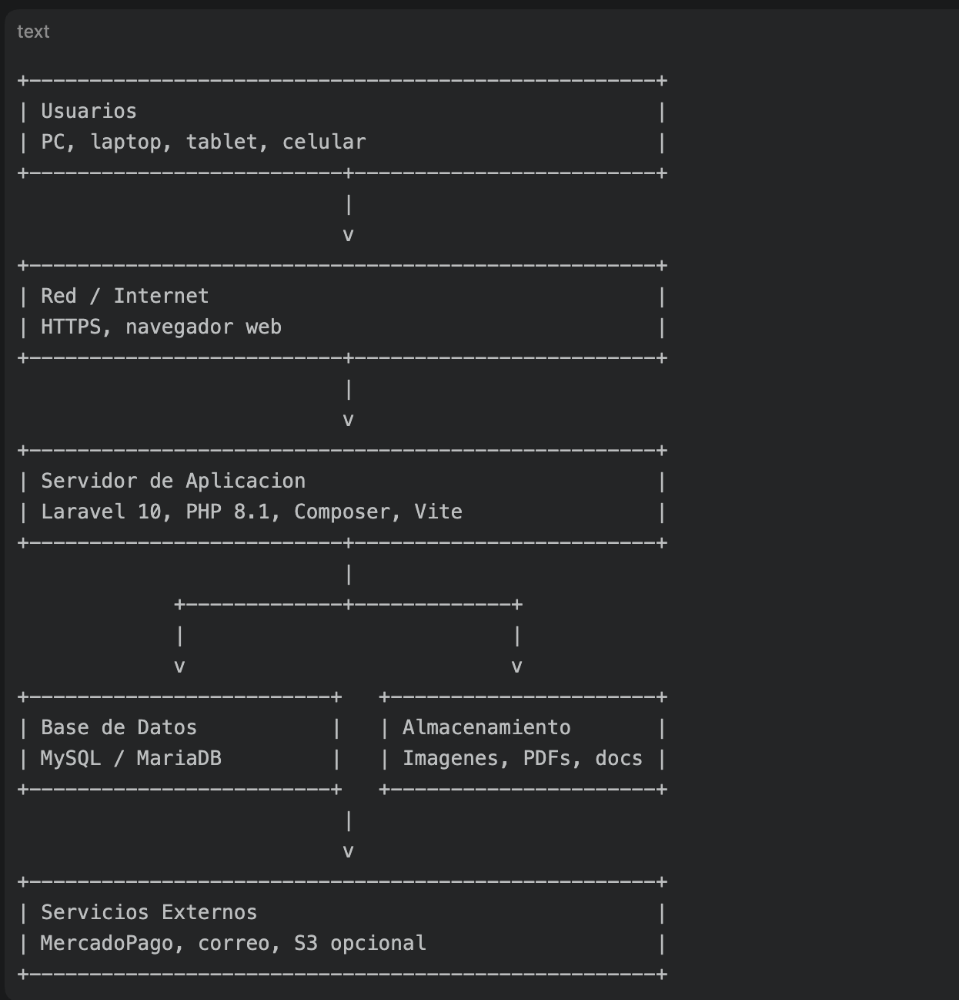 text
+----------------------------------------------------+
| Usuarios                                           |
| PC, laptop, tablet, celular                        |
+--------------------------+-------------------------+
                           |
                           v
+----------------------------------------------------+
| Red / Internet                                     |
| HTTPS, navegador web                               |
+--------------------------+-------------------------+
                           |
                           v
+----------------------------------------------------+
| Servidor de Aplicacion                             |
| Laravel 10, PHP 8.1, Composer, Vite                |
+--------------------------+-------------------------+
                           |
             +-------------+-------------+
             |                           |
             v                           v
+-------------------------+   +----------------------+
| Base de Datos           |   | Almacenamiento       |
| MySQL / MariaDB         |   | Imagenes, PDFs, docs |
+-------------------------+   +----------------------+
                           |
                           v
+----------------------------------------------------+
| Servicios Externos                                 |
| MercadoPago, correo, S3 opcional                   |
+----------------------------------------------------+